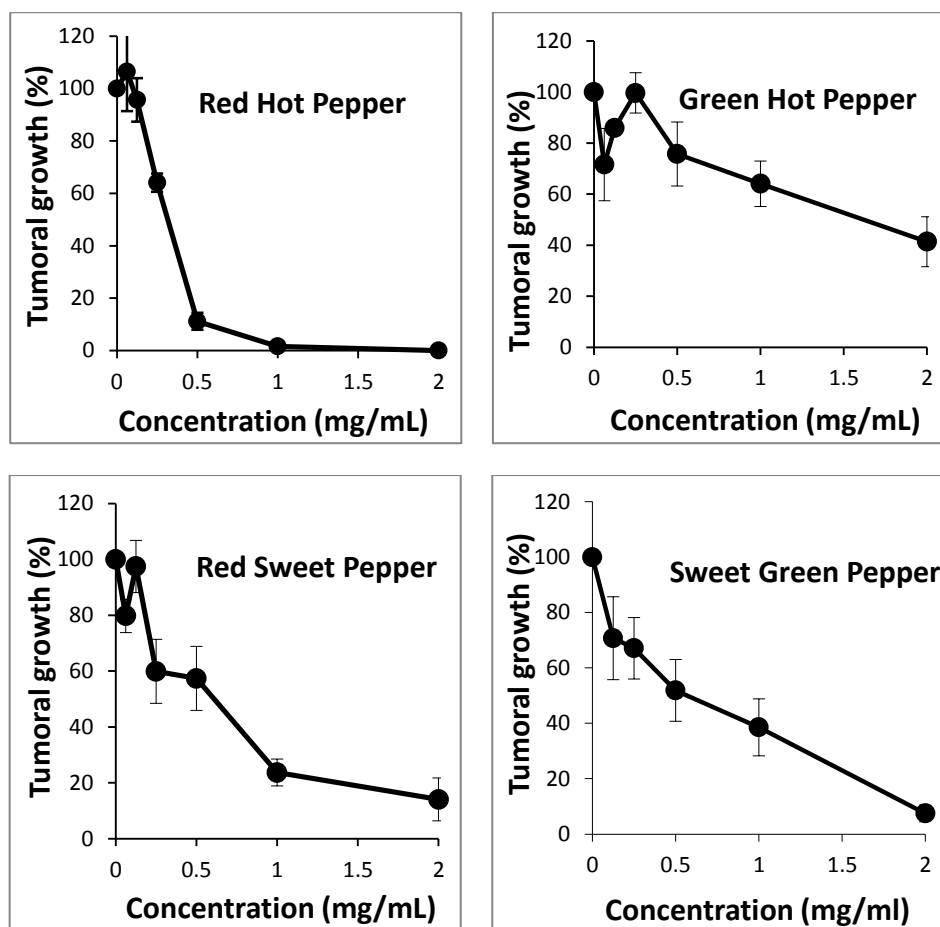 Tumoral growth (%)
120
100
80
60
40
20
0
Red Hot Pepper
0 0.5 1 1.5 2
Concentration (mg/mL)
Tumoral growth (%)
120
100
80
60
40
20
0
Green Hot Pepper
0 0.5 1 1.5 2
Concentration (mg/mL)
Tumoral growth (%)
120
100
80
60
40
20
0
Red Sweet Pepper
0 0.5 1 1.5 2
Concentration (mg/mL)
Tumoral growth (%)
120
100
80
60
40
20
0
Sweet Green Pepper
0 0.5 1 1.5 2
Concentration (mg/ml)